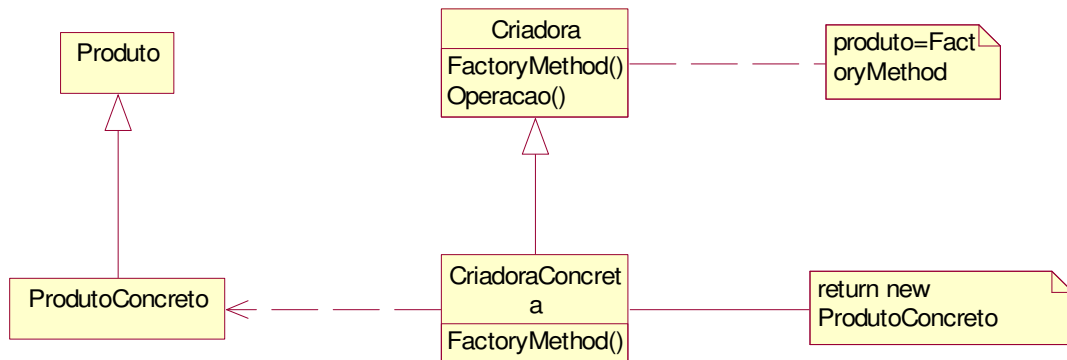 Produto
Criadora
FactoryMethod()
Operacao()
produto=Fact
oryMethod
ProdutoConcreto
CriadoraConcret
a
FactoryMethod()
return new
ProdutoConcreto